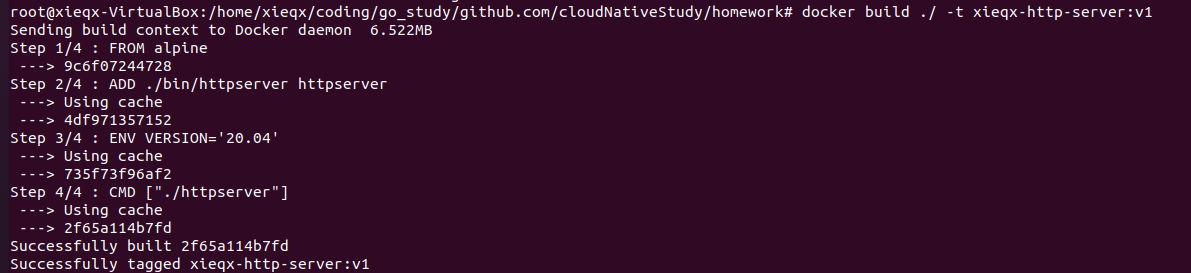 root@xieqx-VirtualBox:/home/xieqx/coding/go_study/github.com/cloudNativeStudy/homework# docker build ./ -t xieqx-http-server:v1
Sending build context to Docker daemon  6.522MB
Step 1/4 : FROM alpine
 ---> 9c6f07244728
Step 2/4 : ADD ./bin/httpserver httpserver
 ---> Using cache
 ---> 4df971357152
Step 3/4 : ENV VERSION='20.04'
 ---> Using cache
 ---> 735f73f96af2
Step 4/4 : CMD ["./httpserver"]
 ---> Using cache
 ---> 2f65a114b7fd
Successfully built 2f65a114b7fd
Successfully tagged xieqx-http-server:v1